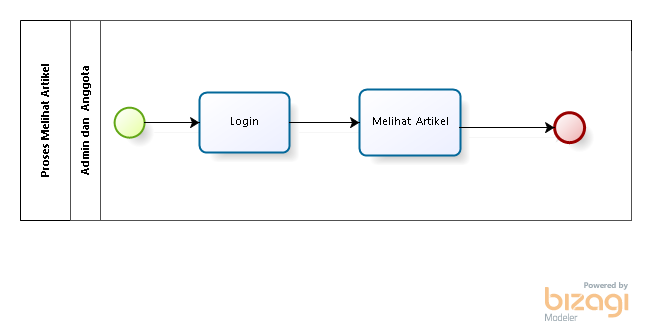 Proses Melihat Artikel
Admin dan Anggota
Login
Melihat Artikel
Powered by
bizagi
Modeler